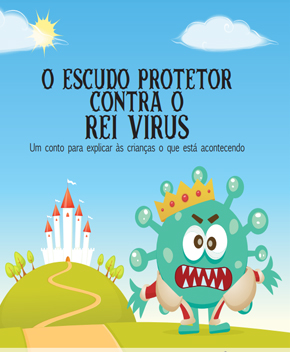 O ESCUDO PROTETOR
CONTRA O
REI VIRUS
Um conto para explicar às crianças o que está acontecendo